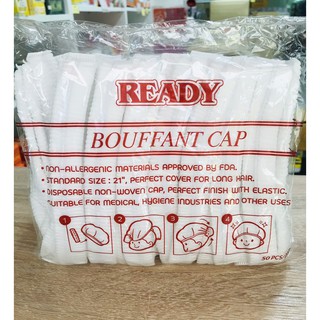 READY
BOUFFANT CAP
• NON-ALLERGENIC MATERIALS APPROVED BY FDA.
• STANDARD SIZE : 21", PERFECT COVER FOR LONG HAIR.
• DISPOSABLE NON-WOVEN CAP, PERFECT FINISH WITH ELASTIC.
SUITABLE FOR MEDICAL, HYGIENE INDUSTRIES AND OTHER USES
1 2 3 4
50 PCS